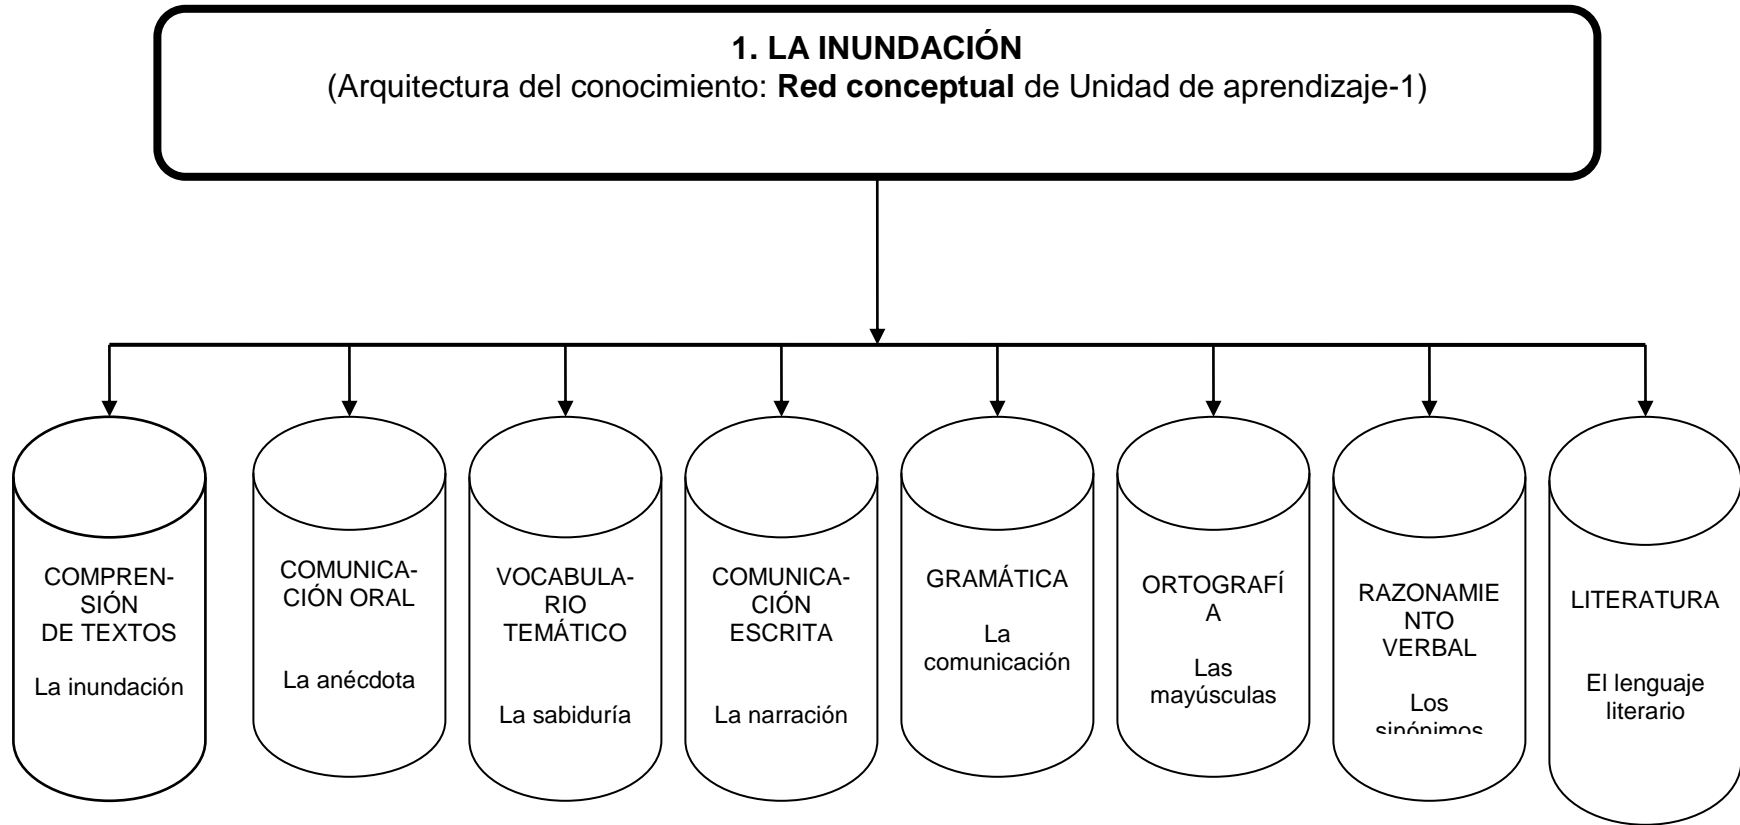 1. LA INUNDACIÓN
(Arquitectura del conocimiento: Red conceptual de Unidad de aprendizaje-1)
COMPREN-
SIÓN
DE TEXTOS
La inundación
COMUNICA-
CIÓN ORAL
La anécdota
VOCABULA-
RIO
TEMÁTICO
La sabiduría
COMUNICA-
CIÓN
ESCRITA
La narración
GRAMÁTICA
La
comunicación
ORTOGRAFÍ
A
Las
mayúsculas
RAZONAMIE
NTO
VERBAL
Los
sinónimos
LITERATURA
El lenguaje
literario